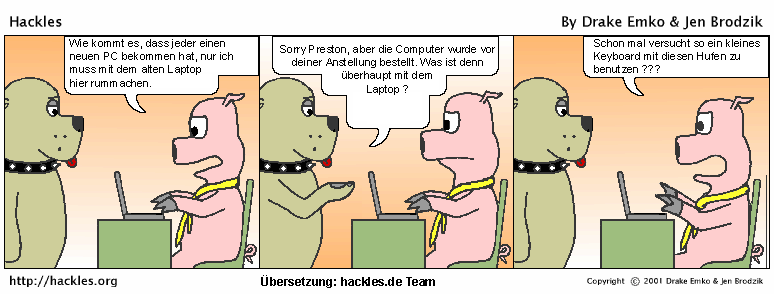 Hackles
By Drake Emko & Jen Brodzik
Wie kommt es, dass jeder einen
neuen PC bekommen hat, nur ich
muss mit dem alten Laptop
hier rummachen.
Sorry Preston, aber die Computer wurde vor
deiner Anstellung bestellt. Was ist denn
überhaupt mit dem
Laptop ?
Schon mal versucht so ein kleines
Keyboard mit diesen Hufen zu
benutzen ???
http://hackles.org
Übersetzung: hackles.de Team
Copyright © 2001 Drake Emko & Jen Brodzik